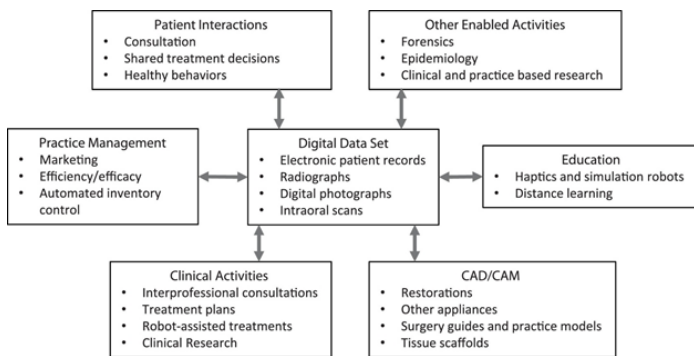 Patient Interactions
• Consultation
• Shared treatment decisions
• Healthy behaviors
Other Enabled Activities
• Forensics
• Epidemiology
• Clinical and practice based research
Practice Management
• Marketing
• Efficiency/efficacy
• Automated inventory
control
Digital Data Set
• Electronic patient records
• Radiographs
• Digital photographs
• Intraoral scans
Education
• Haptics and simulation robots
• Distance learning
Clinical Activities
• Interprofessional consultations
• Treatment plans
• Robot-assisted treatments
• Clinical Research
CAD/CAM
• Restorations
• Other appliances
• Surgery guides and practice models
• Tissue scaffolds